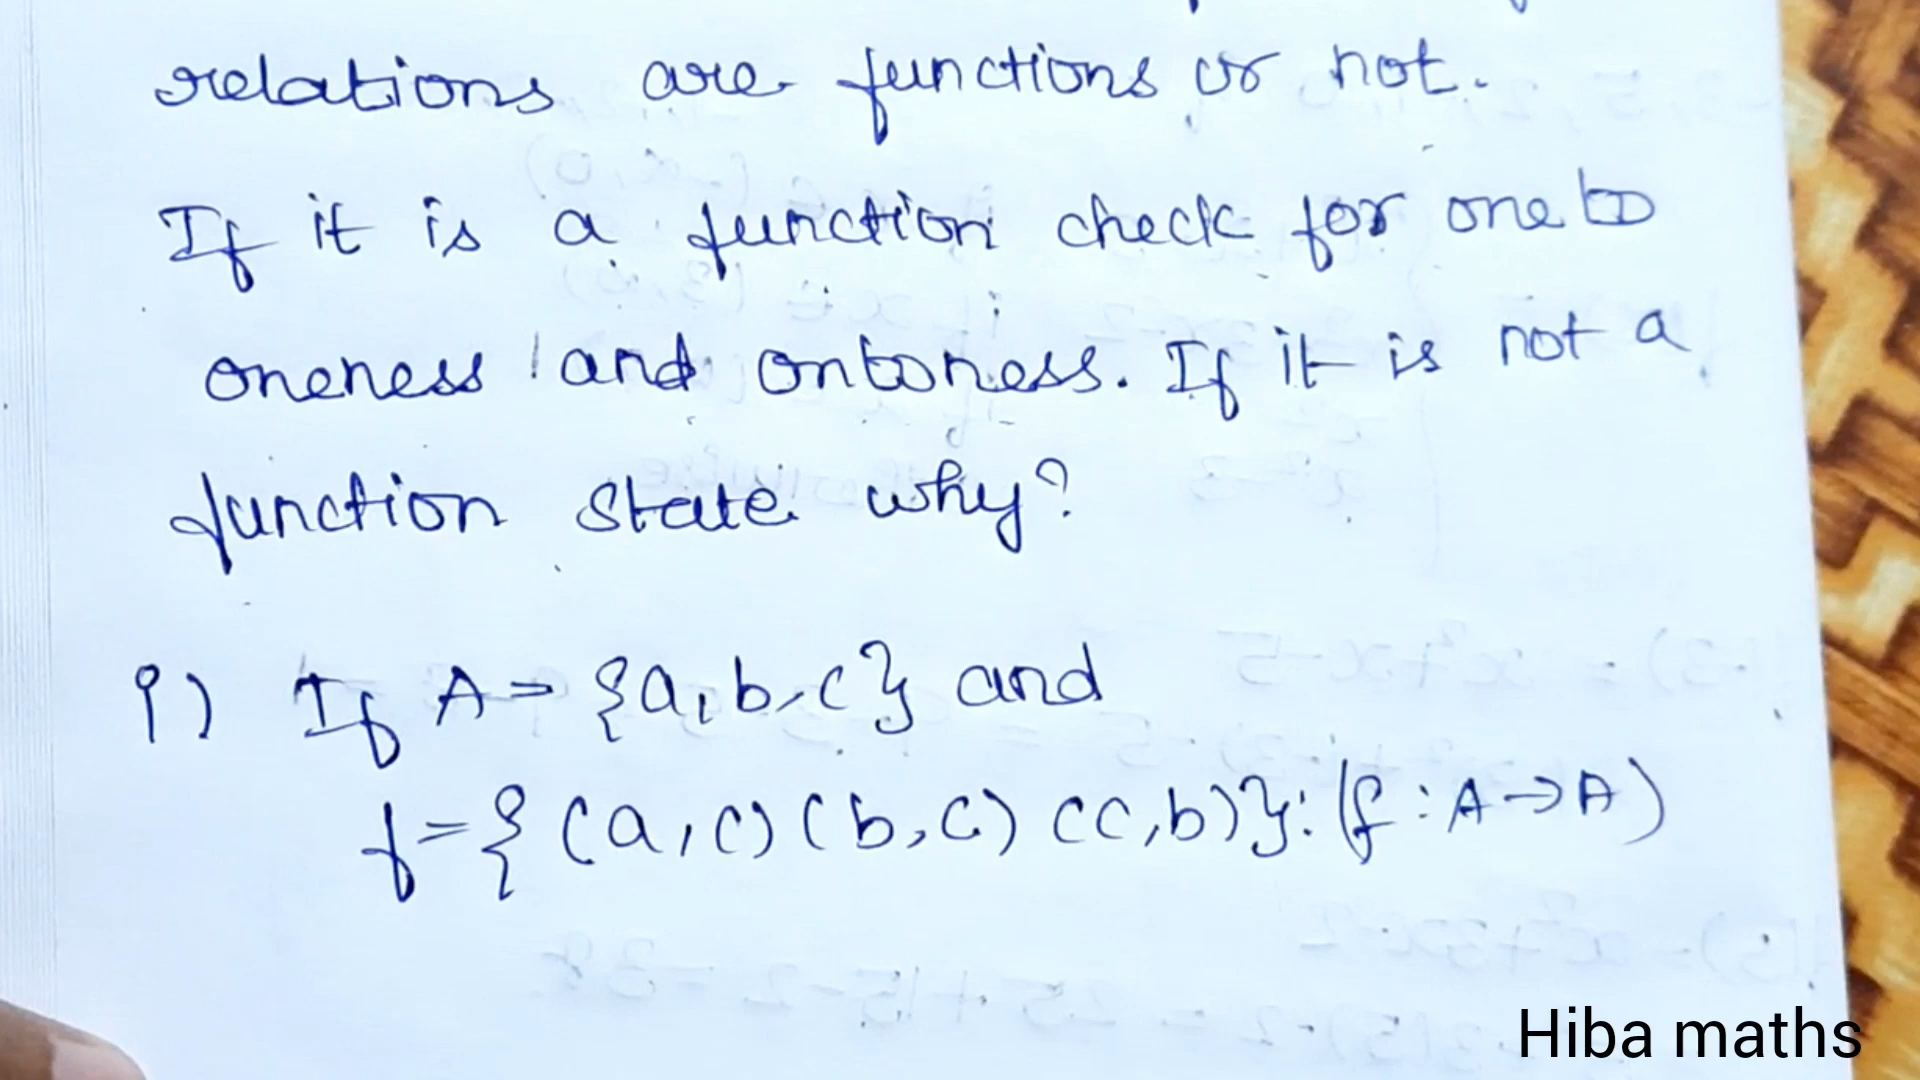 relations are functions or not.
If it is a function check for one to
oneness and ontoness. If it is not a
function state why?
i) If A = {a, b, c} and
f = { (a, c) (b, c) (c, b)}: (f : A → A)
Hiba maths